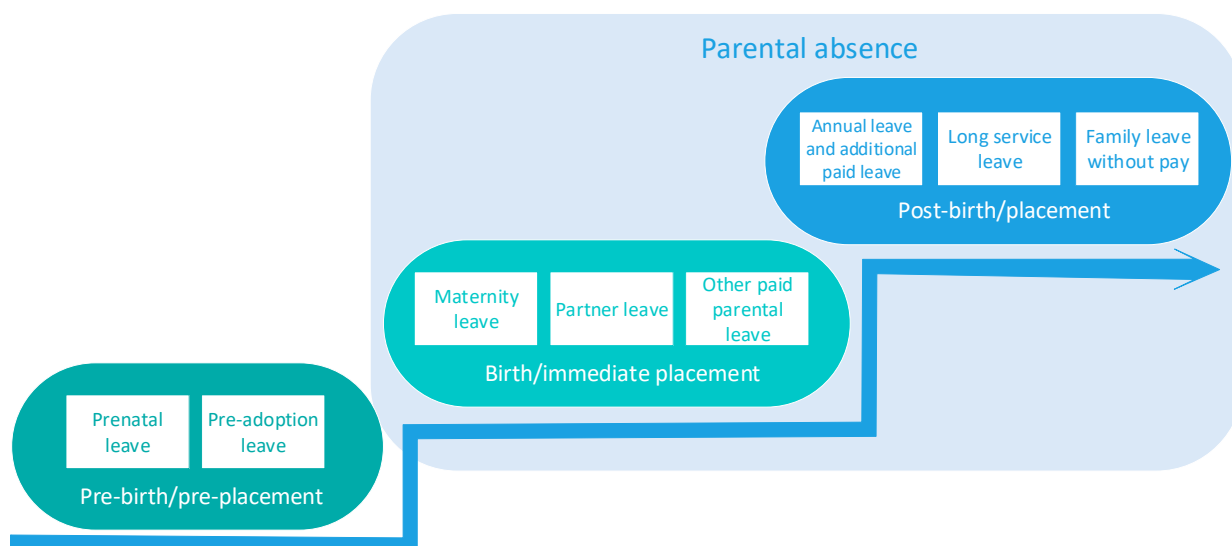 Parental absence
Annual leave
and additional
paid leave
Long service
leave
Family leave
without pay
Post-birth/placement
Maternity
leave
Partner leave
Other paid
parental
leave
Birth/immediate placement
Prenatal
leave
Pre-adoption
leave
Pre-birth/pre-placement